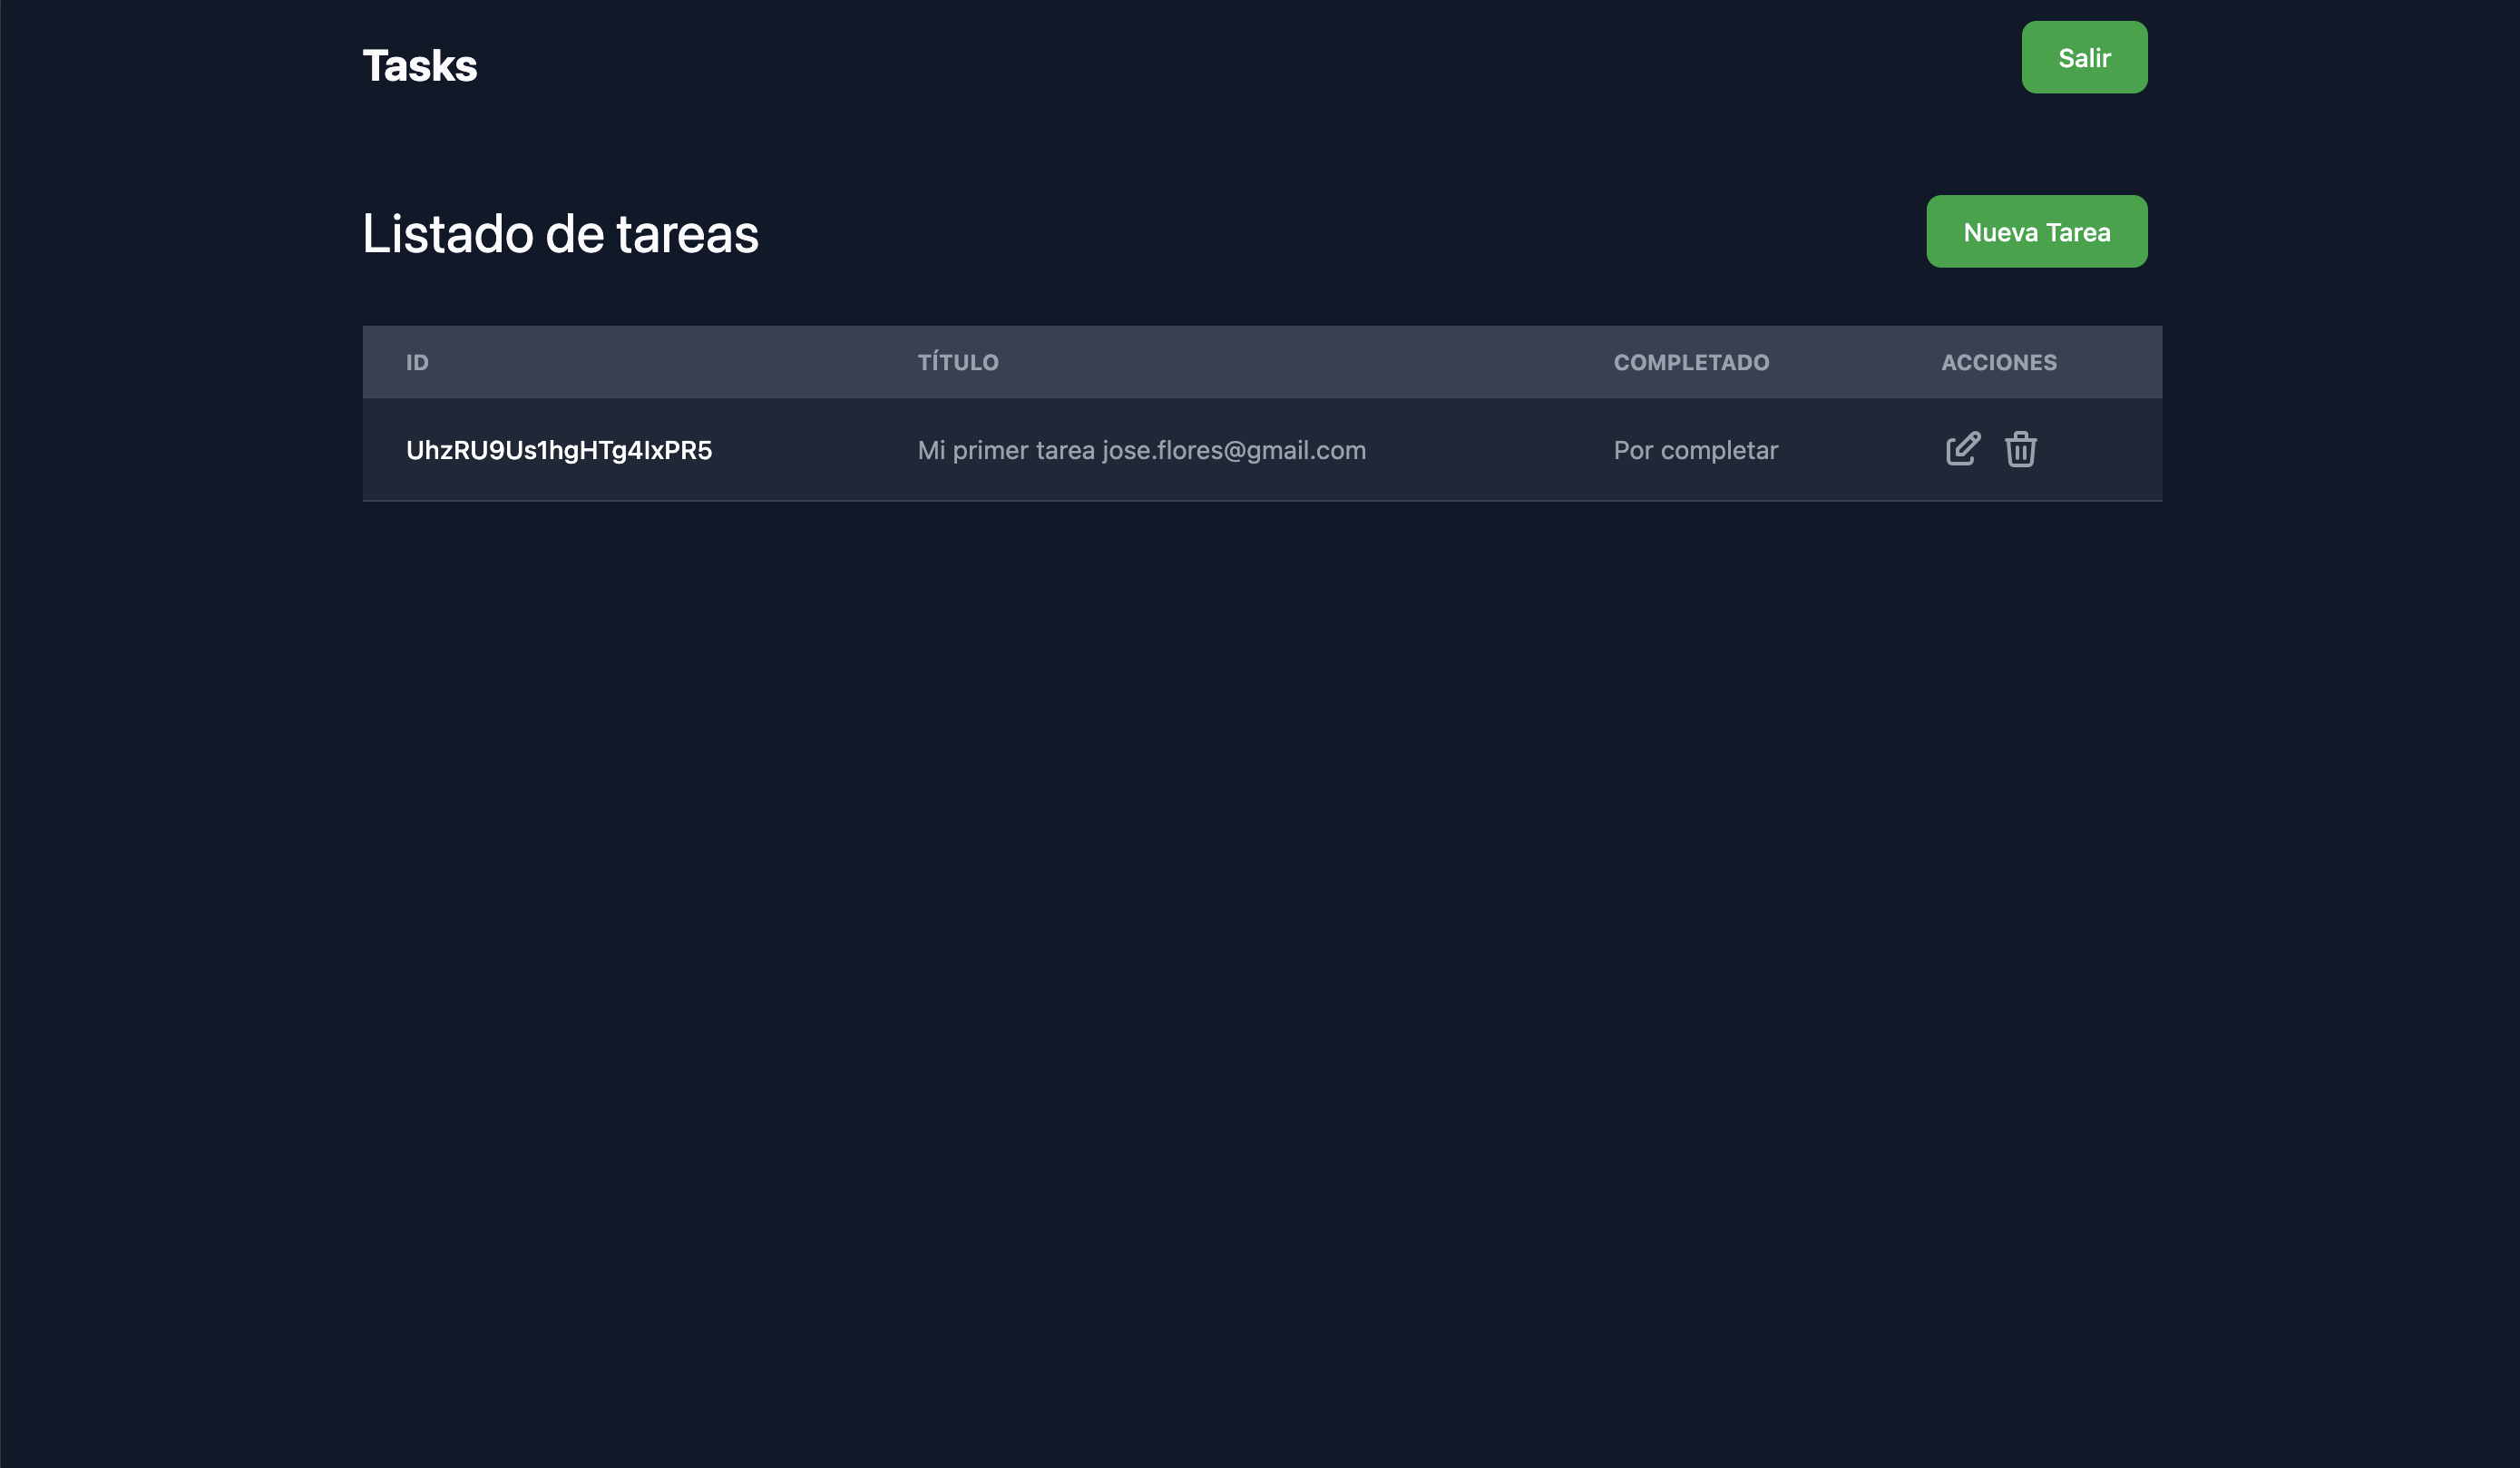 Tasks
Salir
Listado de tareas
Nueva Tarea
ID TÍTULO COMPLETADO ACCIONES
UhzRU9Us1hgHTg4IxPR5 Mi primer tarea jose.flores@gmail.com Por completar